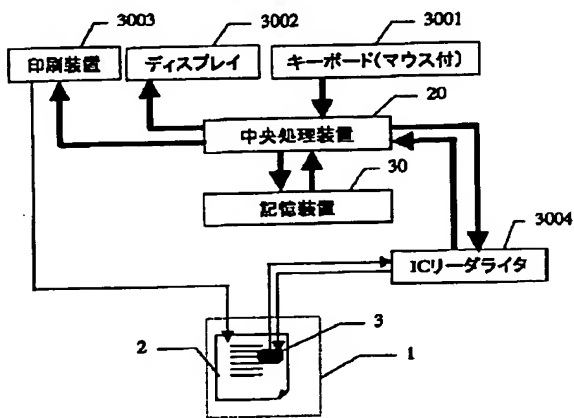 3003
3002
3001
印刷装置
ディスプレイ
キーボード(マウス付)
20
中央処理装置
30
記憶装置
3004
ICリーダライタ
3
2
1